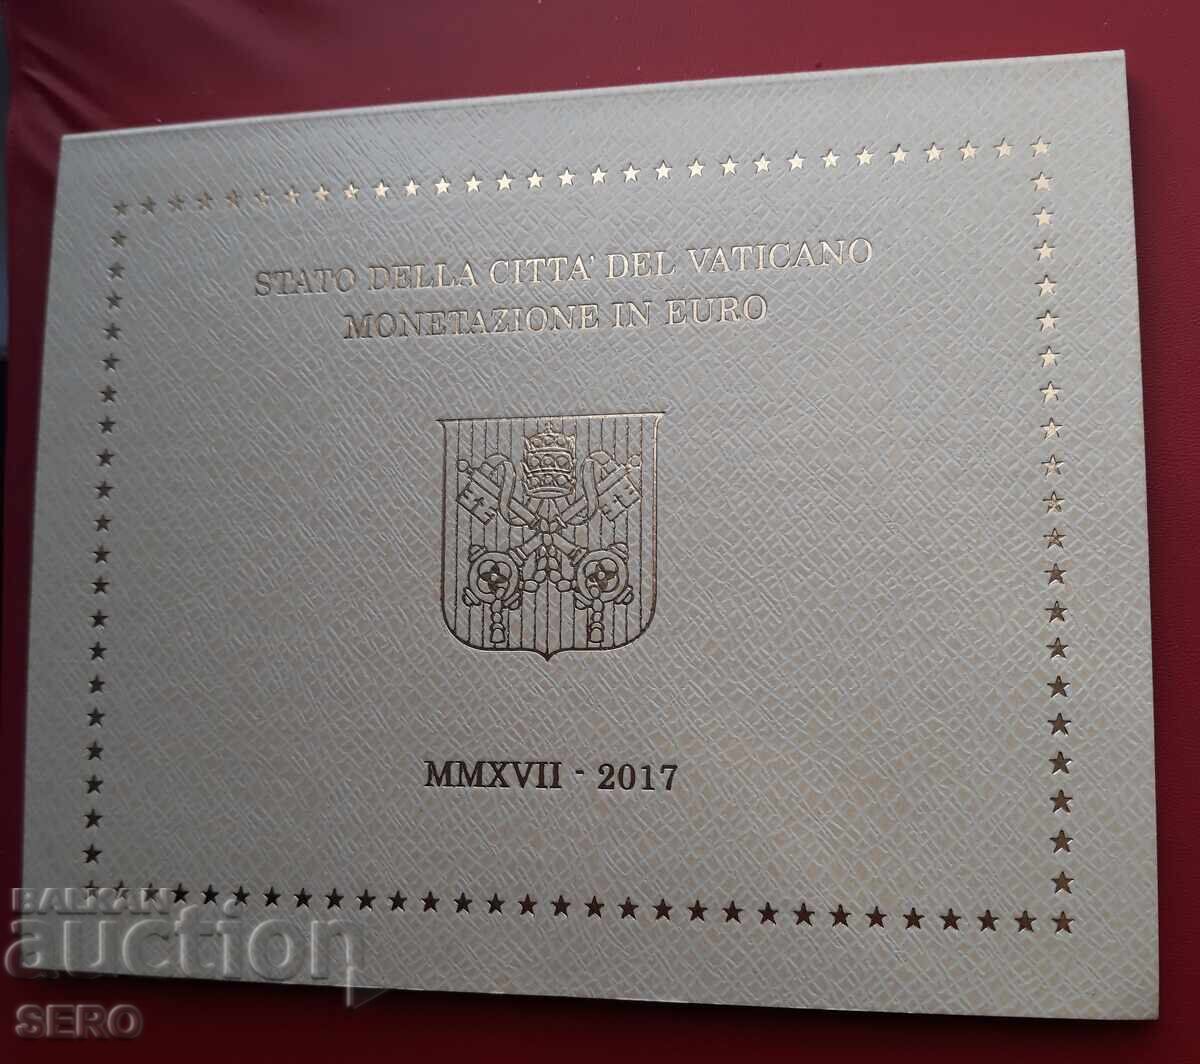 STATO DELLA CITTA' DEL VATICANO
MONETAZIONE IN EURO
MMXVII - 2017
BALKAN
auction
SERO